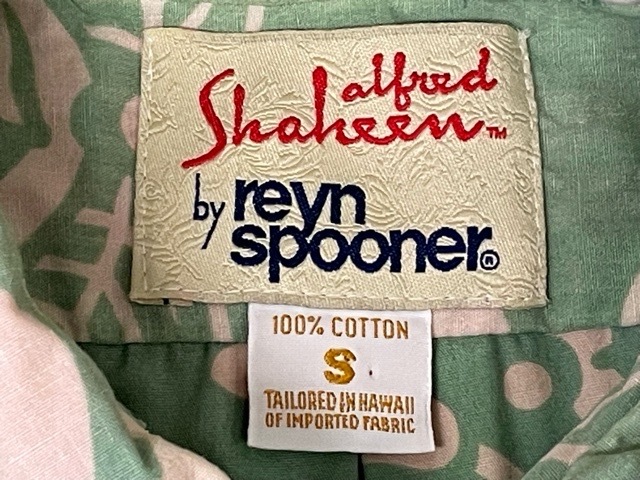 alfred
Shaheen™
by reyn
spooner®
100% COTTON
S
TAILORED IN HAWAII
OF IMPORTED FABRIC